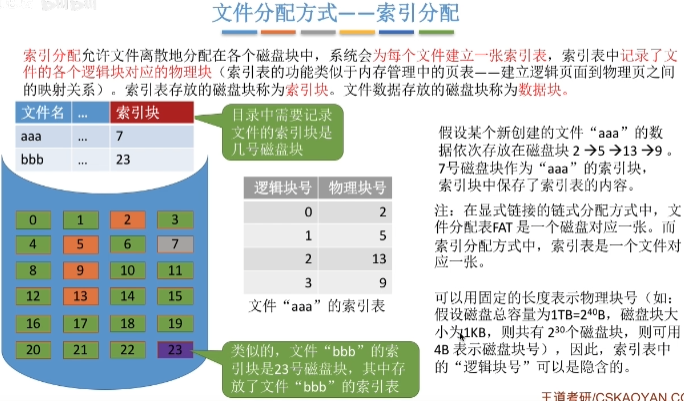 文件分配方式——索引分配
索引分配允许文件离散地分配在各个磁盘块中，系统会为每个文件建立一张索引表，索引表中记录了文
件的各个逻辑块对应的物理块（索引表的功能类似于内存管理中的页表——建立逻辑页面到物理页之间
的映射关系）。索引表存放的磁盘块称为索引块。文件数据存放的磁盘块称为数据块。
文件名 ... 索引块
aaa ... 7
bbb ... 23
目录中需要记录
文件的索引块是
几号磁盘块
0 1 2 3
4 5 6 7
8 9 10 11
12 13 14 15
16 17 18 19
20 21 22 23
逻辑块号 物理块号
0 2
1 5
2 13
3 9
文件“aaa”的索引表
类似的，文件“bbb”的索
引块是23号磁盘块，其中存
放了文件“bbb”的索引表
假设某个新创建的文件“aaa”的数
据依次存放在磁盘块 2→5→13→9 。
7号磁盘块作为“aaa”的索引块，
索引块中保存了索引表的内容。
注：在显式链接的链式分配方式中，文
件分配表FAT 是一个磁盘对应一张。而
索引分配方式中，索引表是一个文件对
应一张。
可以用固定的长度表示物理块号（如：
假设磁盘总容量为1TB=2⁴⁰B，磁盘块大
小为1KB，则共有 2³⁰个磁盘块，则可用
4B 表示磁盘块号），因此，索引表中
的“逻辑块号”可以是隐含的。
王道考研/CSKAOYAN.CO